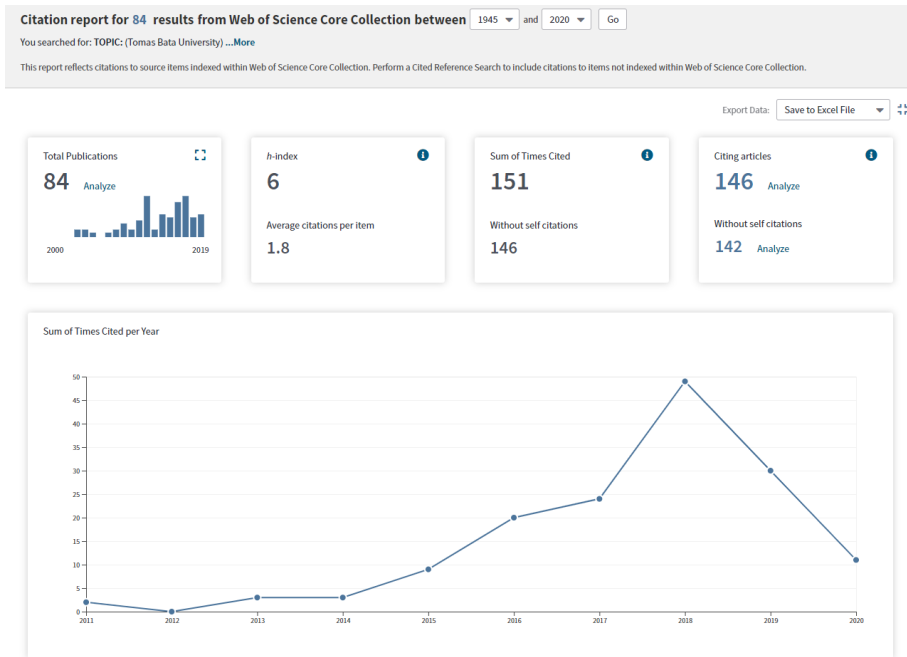 Citation report for 84 results from Web of Science Core Collection between 1945 and 2020 Go
You searched for: TOPIC: (Tomas Bata University) ...More
This report reflects citations to source items indexed within Web of Science Core Collection. Perform a Cited Reference Search to include citations to items not indexed within Web of Science Core Collection.
Export Data: Save to Excel File
Total Publications
84 Analyze
2000 2019
h-index
6
Average citations per item
1.8
Sum of Times Cited
151
Without self citations
146
Citing articles
146 Analyze
Without self citations
142 Analyze
Sum of Times Cited per Year
50
45
40
35
30
25
20
15
10
5
0
2011 2012 2013 2014 2015 2016 2017 2018 2019 2020